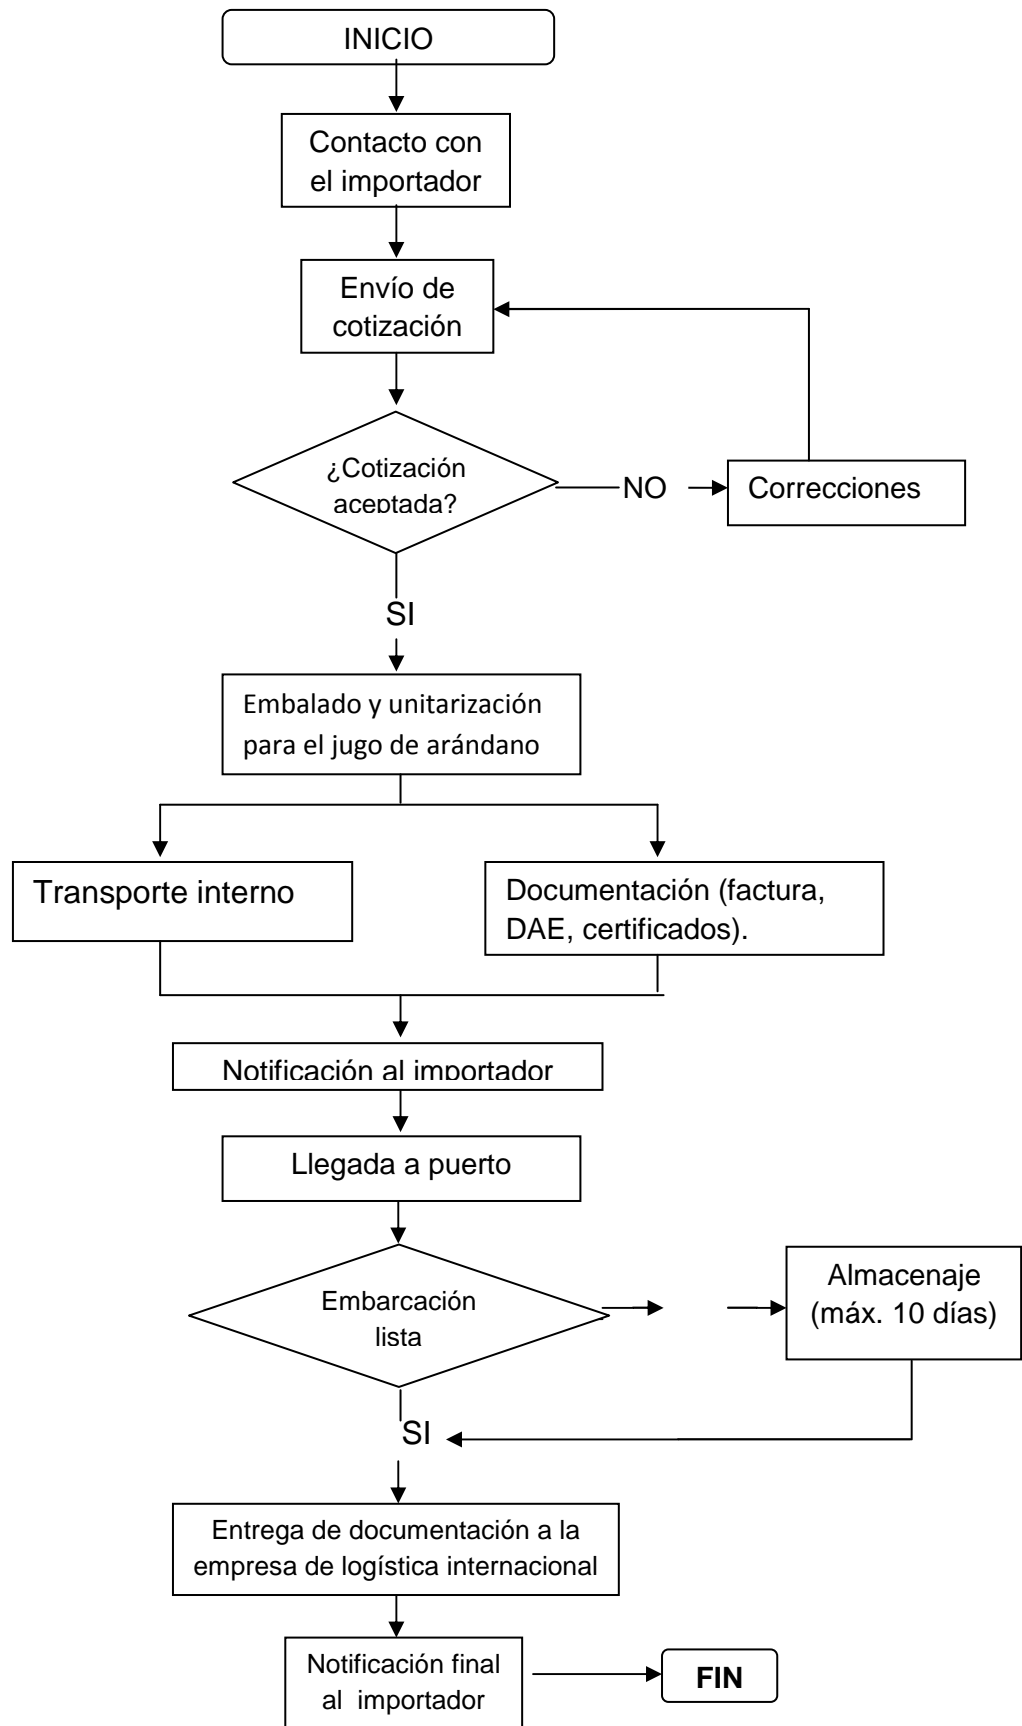 INICIO
Contacto con
el importador
Envío de
cotización
¿Cotización
aceptada?
NO
Correcciones
SI
Embalado y unitarización
para el jugo de arándano
Transporte interno
Documentación (factura,
DAE, certificados).
Notificación al importador
Llegada a puerto
Embarcación
lista
Almacenaje
(máx. 10 días)
SI
Entrega de documentación a la
empresa de logística internacional
Notificación final
al importador
FIN